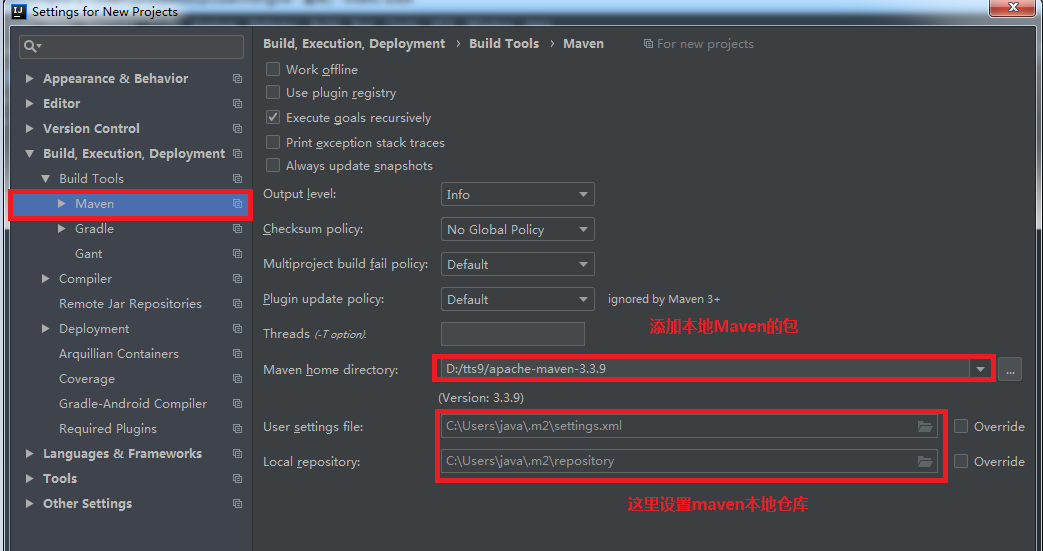 Settings for New Projects
Build, Execution, Deployment › Build Tools › Maven For new projects
Appearance & Behavior
Editor
Version Control
Build, Execution, Deployment
Build Tools
Maven
Gradle
Gant
Compiler
Remote Jar Repositories
Deployment
Arquillian Containers
Coverage
Gradle-Android Compiler
Required Plugins
Languages & Frameworks
Tools
Other Settings
Work offline
Use plugin registry
Execute goals recursively
Print exception stack traces
Always update snapshots
Output level: Info
Checksum policy: No Global Policy
Multiproject build fail policy: Default
Plugin update policy: Default ignored by Maven 3+
Threads (-T option):
添加本地Maven的包
Maven home directory: D:/tts9/apache-maven-3.3.9 ...
(Version: 3.3.9)
User settings file: C:\Users\java\.m2\settings.xml Override
Local repository: C:\Users\java\.m2\repository Override
这里设置maven本地仓库